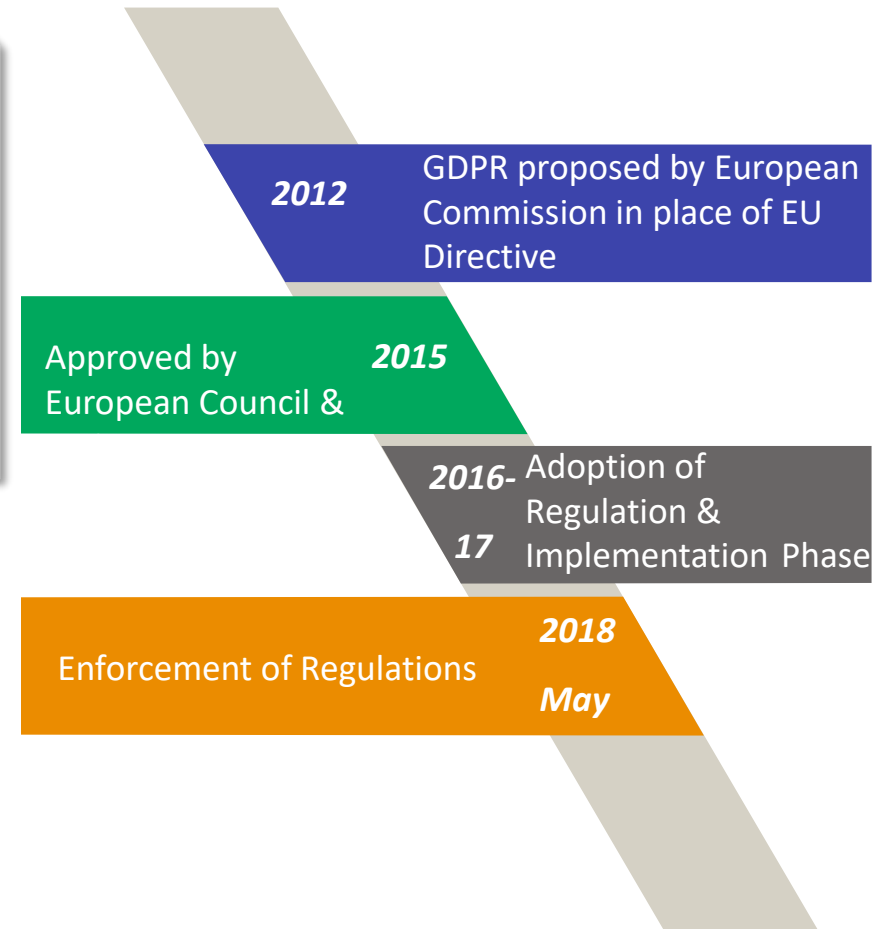 2012
GDPR proposed by European
Commission in place of EU
Directive
Approved by
European Council &
2015
2016-
17
Adoption of
Regulation &
Implementation Phase
Enforcement of Regulations
2018
May